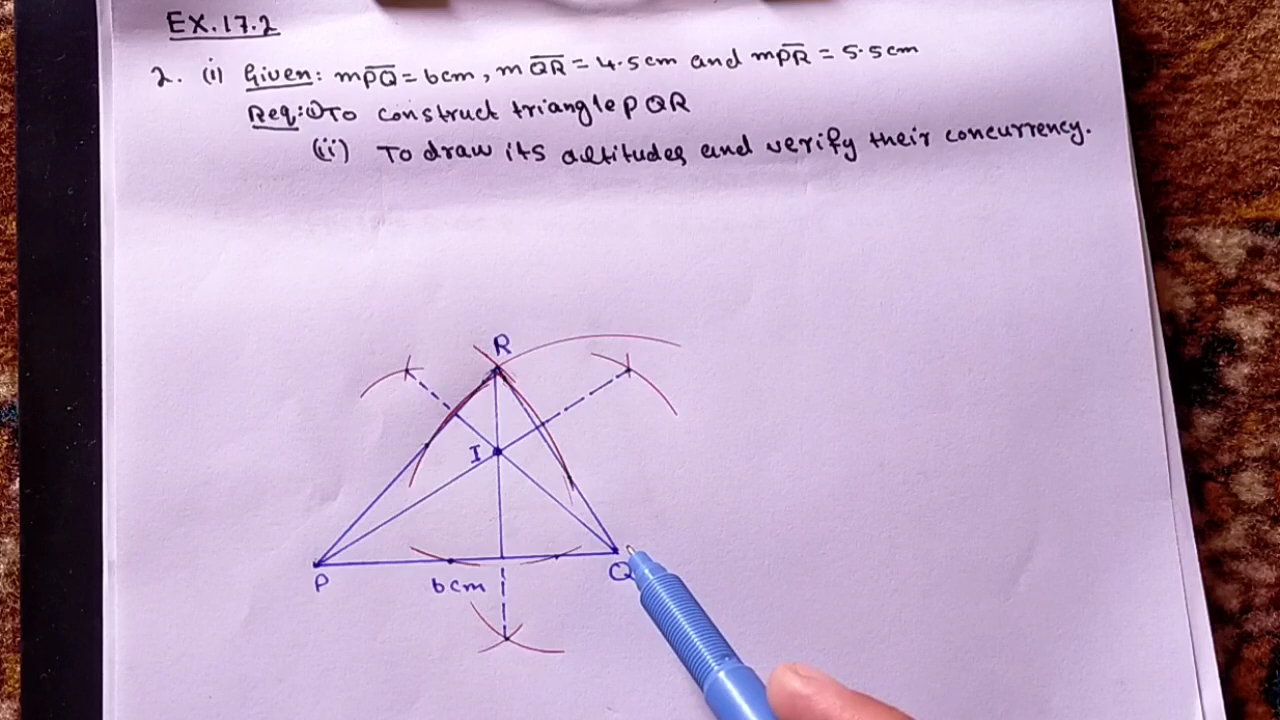 EX.17.2
2. (i) Given: mPQ = 6cm, mQR = 4.5cm and mPR = 5.5cm
Req:(i) To construct triangle PQR
(ii) To draw its altitudes and verify their concurrency.
R
I
P
6cm
Q